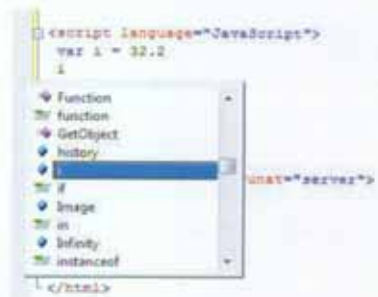 <script language="JavaScript">
var i = 32.2
i
Function
function
GetObject
history
i
if
unat="server">
Image
in
Infinity
instanceof
</html>